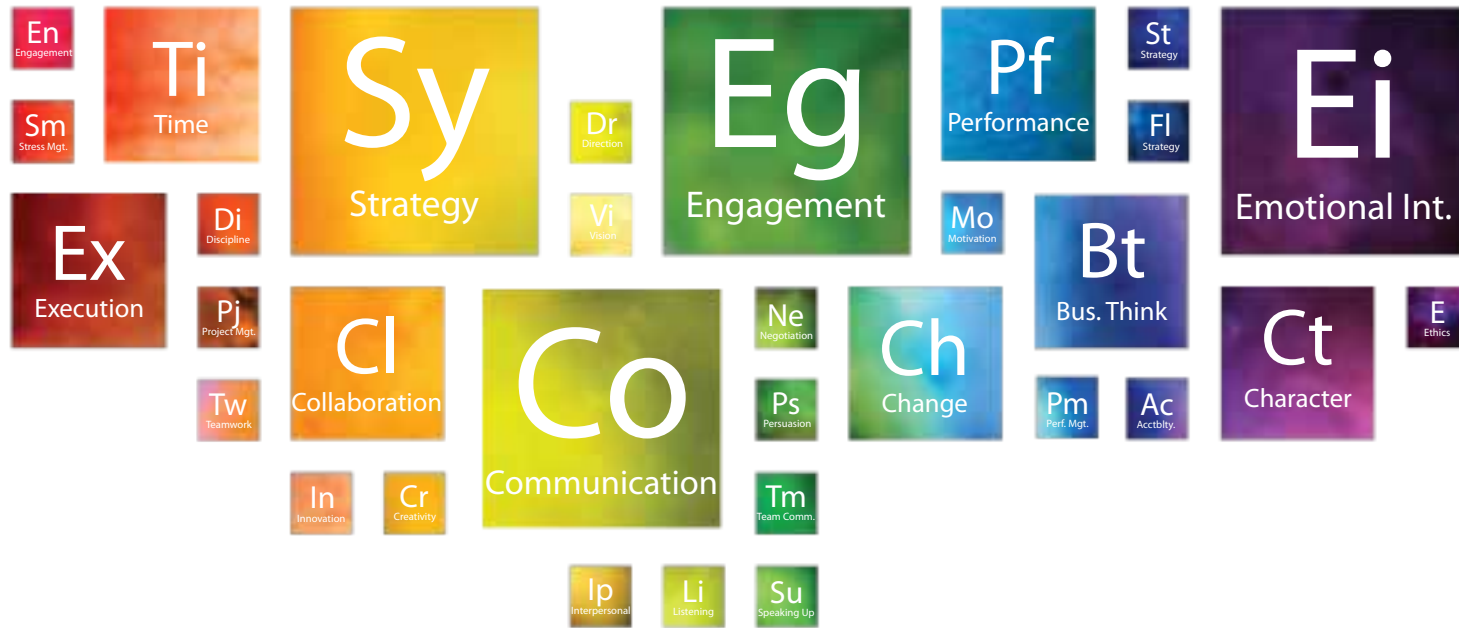 En
Engagement
Ti
Time
Sy
Strategy
Eg
Engagement
Pf
Performance
St
Strategy
Ei
Emotional Int.
Sm
Stress Mgt.
Dr
Direction
Fl
Strategy
Ex
Execution
Di
Discipline
Vi
Vision
Mo
Motivation
Bt
Bus. Think
Pj
Project Mgt.
Cl
Collaboration
Co
Communication
Ne
Negotiation
Ch
Change
Ct
Character
E
Ethics
Tw
Teamwork
Ps
Persuasion
Pm
Perf. Mgt.
Ac
Acctblty.
In
Innovation
Cr
Creativity
Tm
Team Comm.
Ip
Interpersonal
Li
Listening
Su
Speaking Up